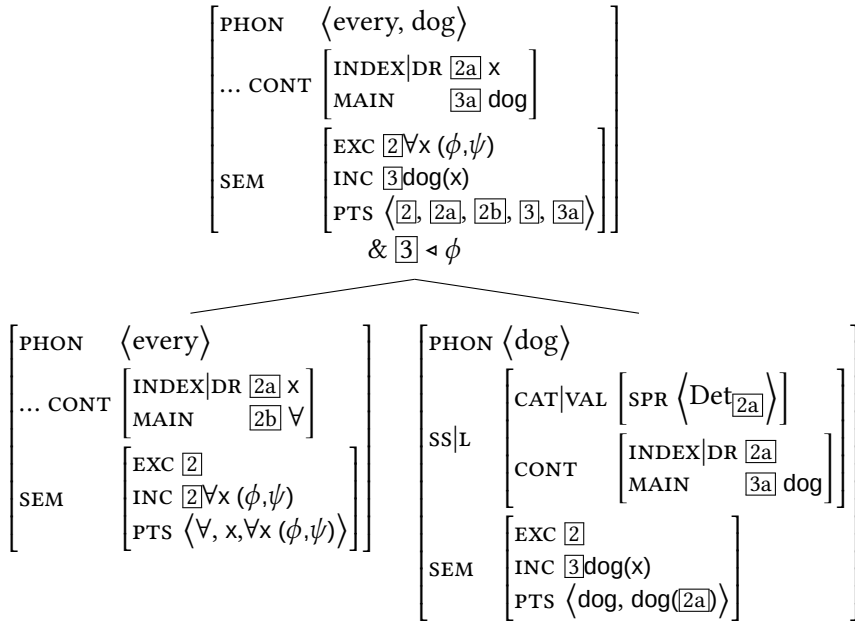 PHON ⟨every, dog⟩
... CONT INDEX|DR 2a x
MAIN 3a dog
SEM EXC 2 ∀x (ϕ,ψ)
INC 3 dog(x)
PTS ⟨2, 2a, 2b, 3, 3a⟩
& 3 ◃ ϕ
PHON ⟨every⟩
... CONT INDEX|DR 2a x
MAIN 2b ∀
SEM EXC 2
INC 2 ∀x (ϕ,ψ)
PTS ⟨∀, x,∀x (ϕ,ψ)⟩
PHON ⟨dog⟩
SS|L CAT|VAL [SPR ⟨Det 2a⟩]
CONT INDEX|DR 2a
MAIN 3a dog
SEM EXC 2
INC 3 dog(x)
PTS ⟨dog, dog(2a)⟩